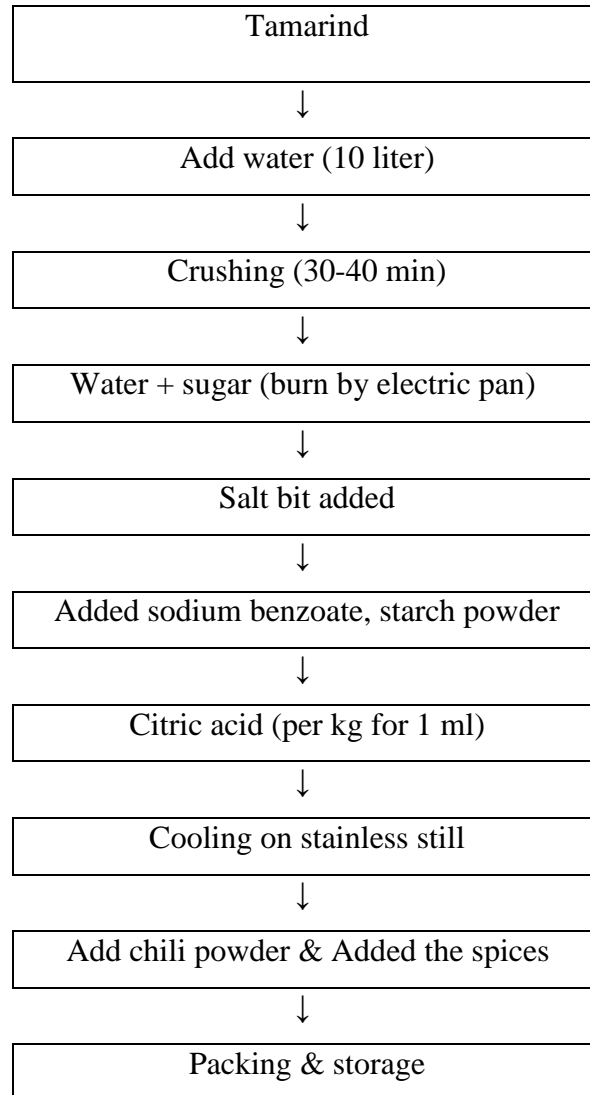 Tamarind
↓
Add water (10 liter)
↓
Crushing (30-40 min)
↓
Water + sugar (burn by electric pan)
↓
Salt bit added
↓
Added sodium benzoate, starch powder
↓
Citric acid (per kg for 1 ml)
↓
Cooling on stainless still
↓
Add chili powder & Added the spices
↓
Packing & storage